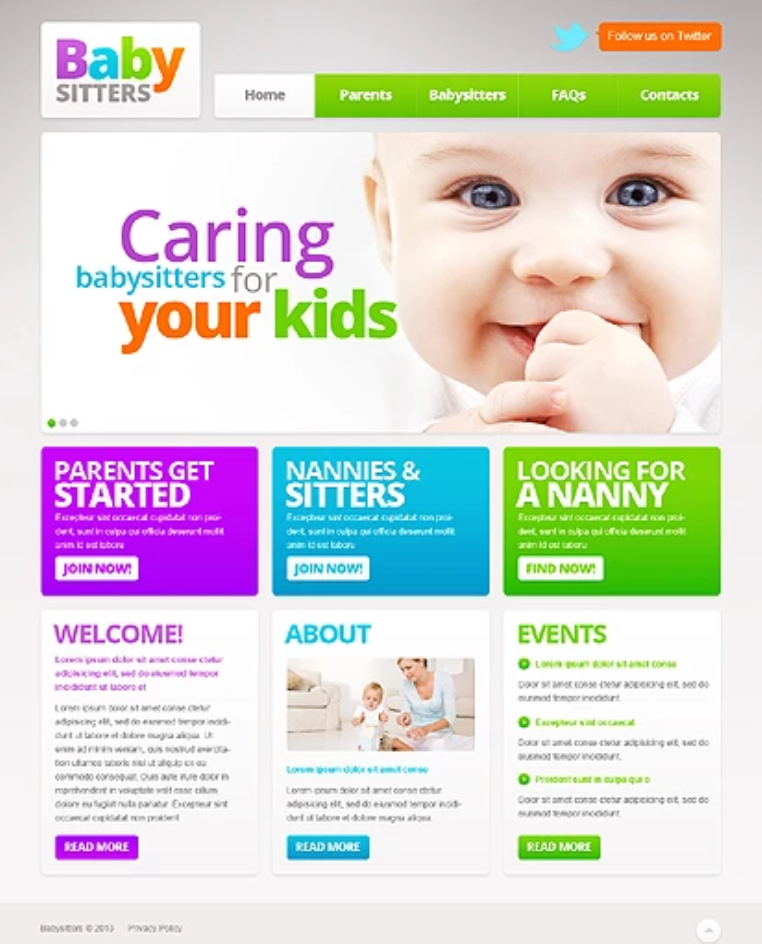 Baby
SITTERS
Follow us on Twitter
Home
Parents
Babysitters
FAQs
Contacts
Caring
babysitters for
your kids
PARENTS GET
STARTED
Excepteur sint occaecat cupidatat non proi-
dent, sunt in culpa qui officia deserunt mollit
anim id est labore
JOIN NOW!
NANNIES &
SITTERS
Excepteur sint occaecat cupidatat non proi-
dent, sunt in culpa qui officia deserunt mollit
anim id est labore
JOIN NOW!
LOOKING FOR
A NANNY
Excepteur sint occaecat cupidatat non proi-
dent, sunt in culpa qui officia deserunt mollit
anim id est labore
FIND NOW!
WELCOME!
Lorem ipsum dolor sit amet conse ctetur
adipisicing elit, sed do eiusmod tempor
incididunt ut labore et
Lorem ipsum dolor sit amet conse ctetur
adipisicing elit, sed do eiusmod tempor incidi-
dunt ut labore et dolore magna aliqua. Ut
enim ad minim veniam, quis nostrud exercita-
tion ullamco laboris nisi ut aliquip ex ea
commodo consequat. Duis aute irure dolor in
reprehenderit in voluptate velit esse cillum
dolore eu fugiat nulla pariatur. Excepteur sint
occaecat cupidatat non proident
READ MORE
ABOUT
Lorem ipsum dolor sit amet conse
Lorem ipsum dolor sit amet conse ctetur
adipisicing elit, sed do eiusmod tempor incidi-
dunt ut labore et dolore magna aliqua.
READ MORE
EVENTS
Lorem ipsum dolor sit amet conse
Dolor sit amet conse ctetur adipisicing elit, sed do
eiusmod tempor incididunt.
Excepteur sint occaecat
Dolor sit amet conse ctetur adipisicing elit, sed do
eiusmod tempor incididunt.
Proident sunt in culpa qui o
Dolor sit amet conse ctetur adipisicing elit, sed do
eiusmod tempor incididunt.
READ MORE
Babysitters © 2013 Privacy Policy